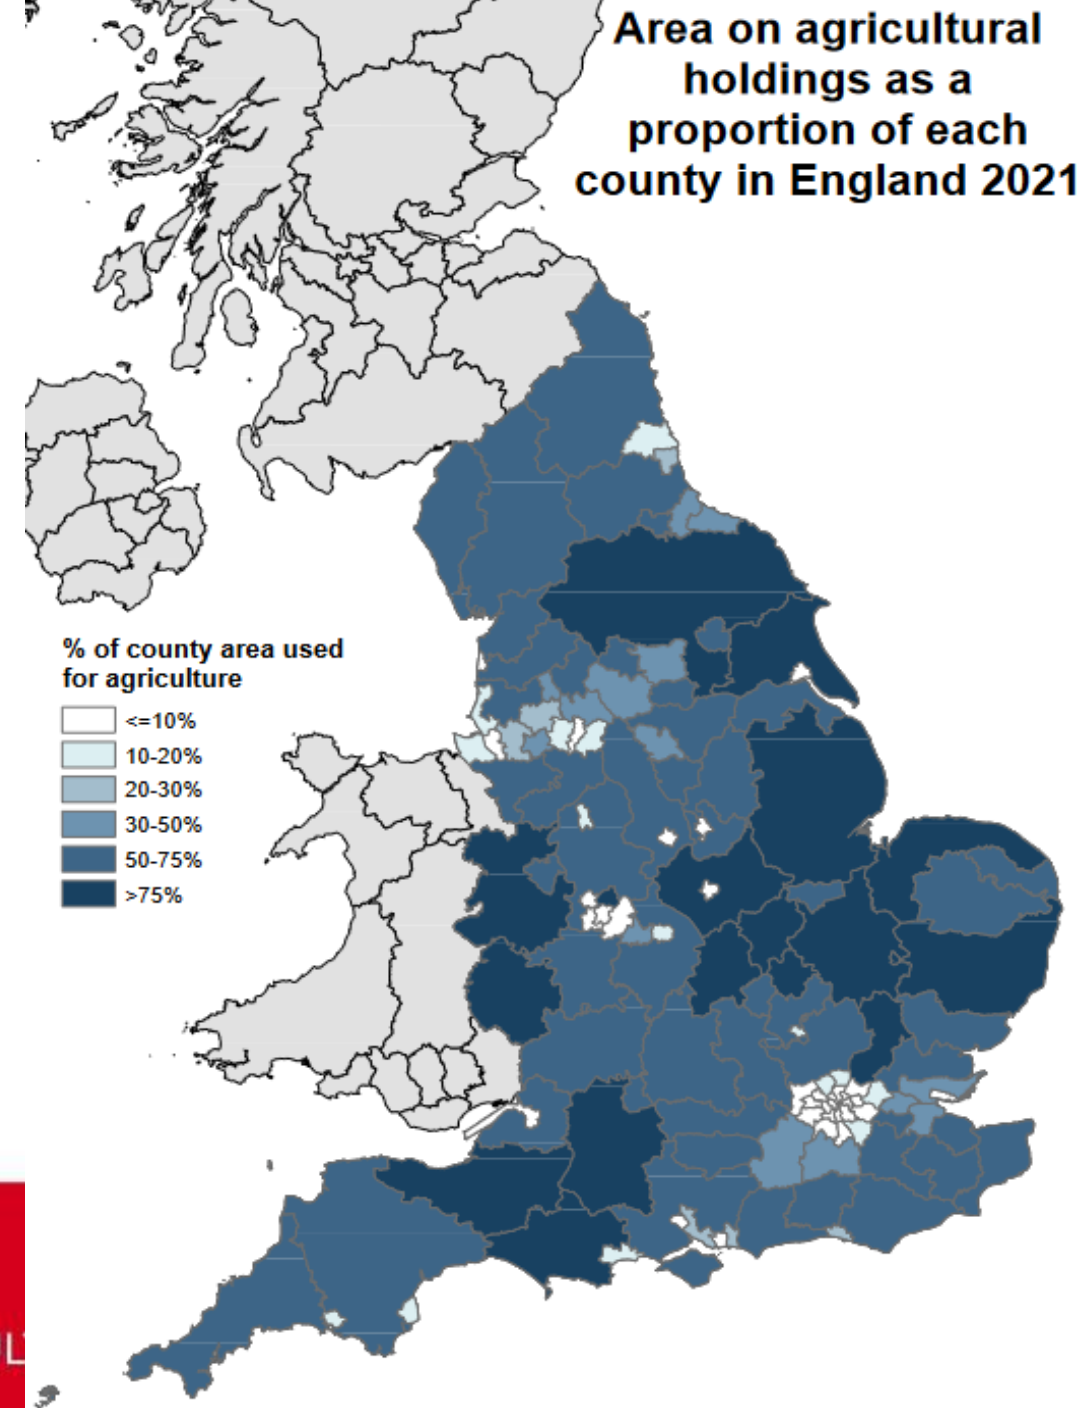 Area on agricultural
holdings as a
proportion of each
county in England 2021
% of county area used
for agriculture
<=10%
10-20%
20-30%
30-50%
50-75%
>75%